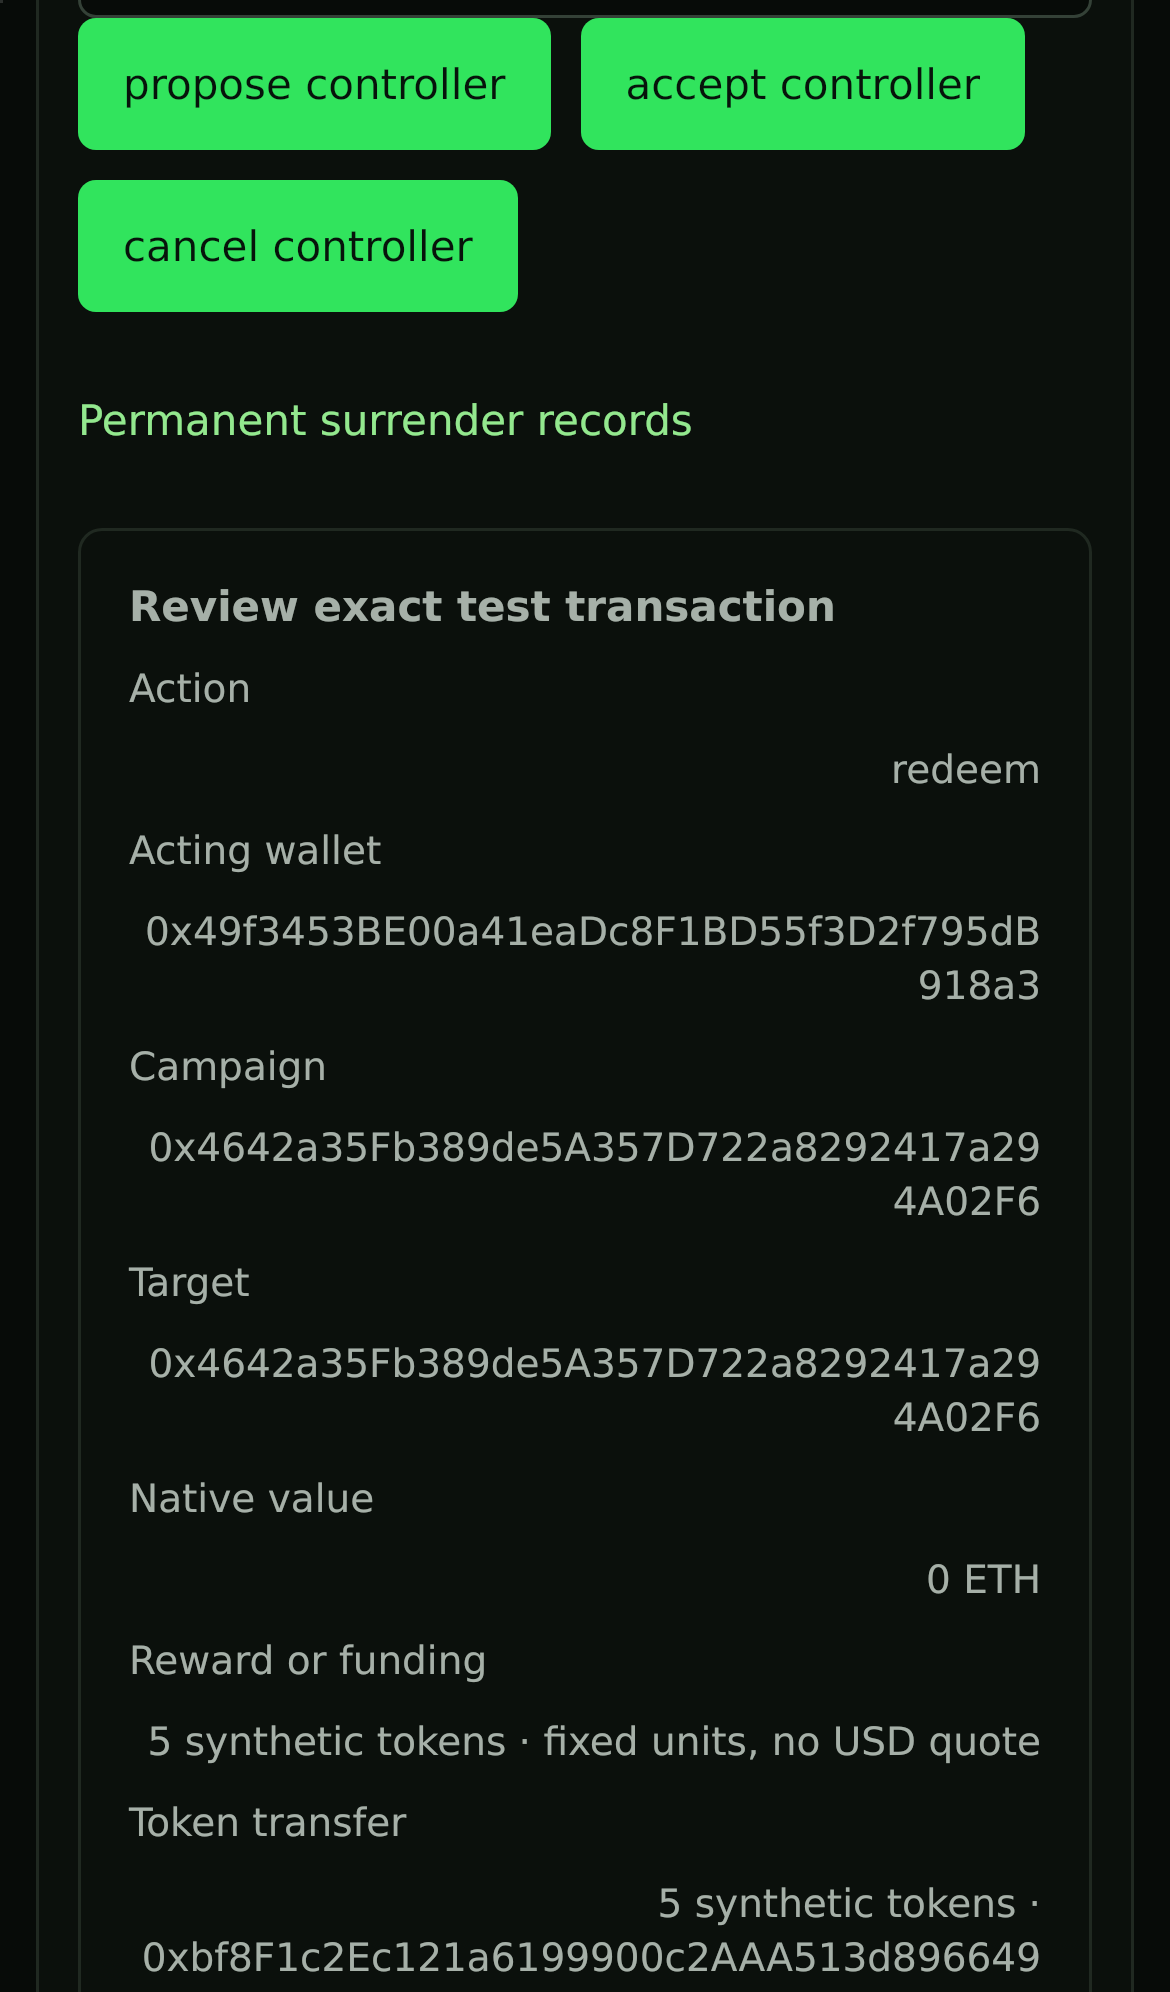 propose controller
accept controller
cancel controller
Permanent surrender records
Review exact test transaction
Action
redeem
Acting wallet
0x49f3453BE00a41eaDc8F1BD55f3D2f795dB
918a3
Campaign
0x4642a35Fb389de5A357D722a8292417a29
4A02F6
Target
0x4642a35Fb389de5A357D722a8292417a29
4A02F6
Native value
0 ETH
Reward or funding
5 synthetic tokens · fixed units, no USD quote
Token transfer
5 synthetic tokens ·
0xbf8F1c2Ec121a6199900c2AAA513d896649